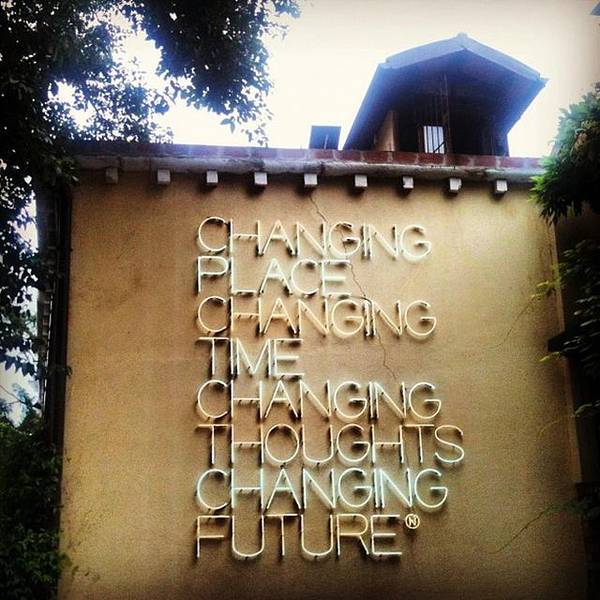 CHANGING
PLACE
CHANGING
TIME
CHANGING
THOUGHTS
CHANGING
FUTURE Ⓝ